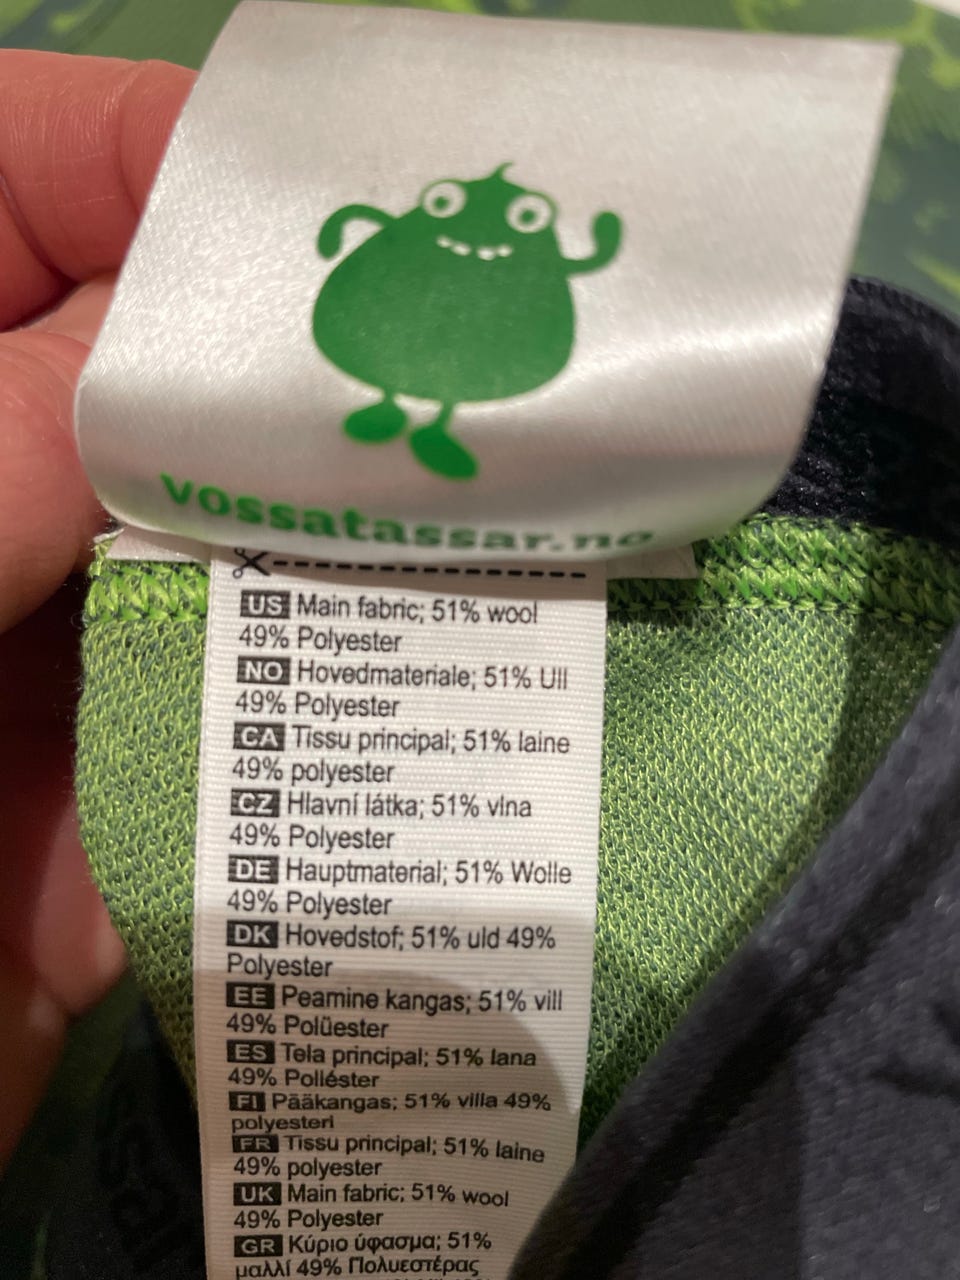 vossatassar.no
US Main fabric; 51% wool
49% Polyester
NO Hovedmateriale; 51% Ull
49% Polyester
CA Tissu principal; 51% laine
49% polyester
CZ Hlavní látka; 51% vlna
49% Polyester
DE Hauptmaterial; 51% Wolle
49% Polyester
DK Hovedstof; 51% uld 49%
Polyester
EE Peamine kangas; 51% vill
49% Polüester
ES Tela principal; 51% lana
49% Poliéster
FI Pääkangas; 51% villa 49%
polyesteri
FR Tissu principal; 51% laine
49% polyester
UK Main fabric; 51% wool
49% Polyester
GR Κύριο ύφασμα; 51%
μαλλί 49% Πολυεστέρας